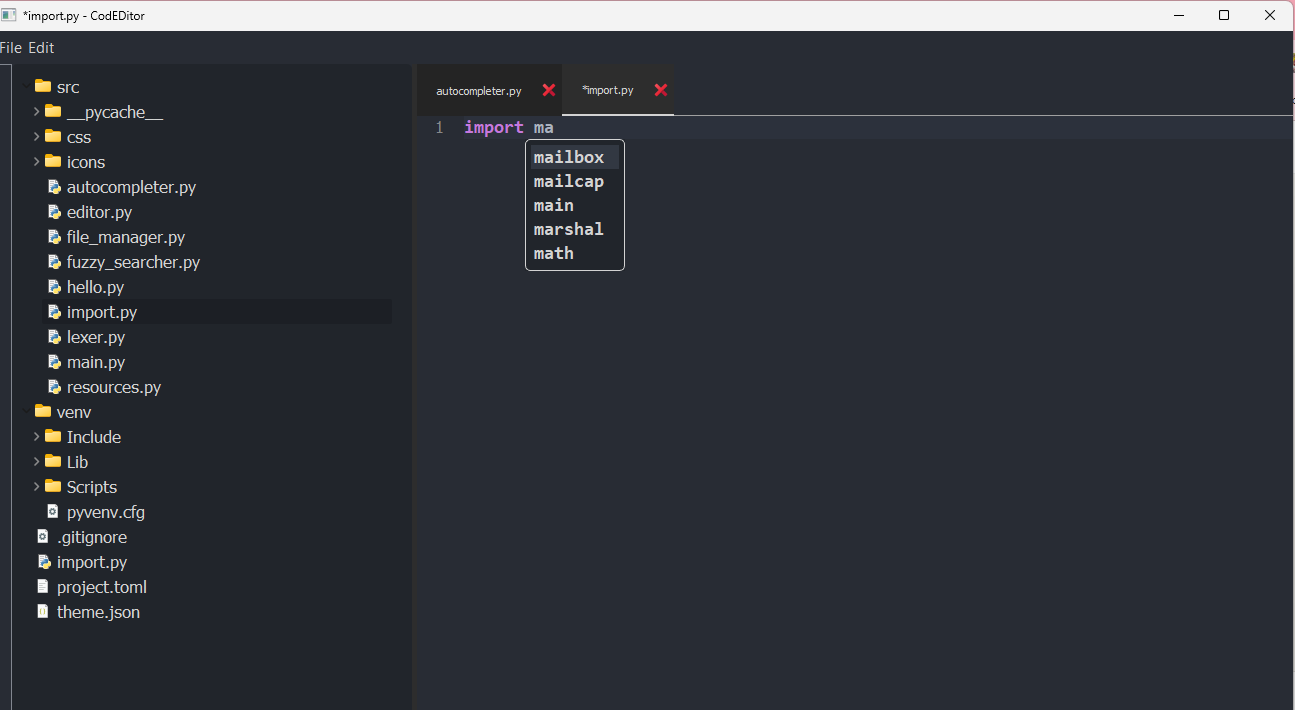 *import.py - CodEDitor
File Edit
src
__pycache__
css
icons
autocompleter.py
editor.py
file_manager.py
fuzzy_searcher.py
hello.py
import.py
lexer.py
main.py
resources.py
venv
Include
Lib
Scripts
pyvenv.cfg
.gitignore
import.py
project.toml
theme.json
autocompleter.py *import.py
1 import ma
mailbox
mailcap
main
marshal
math